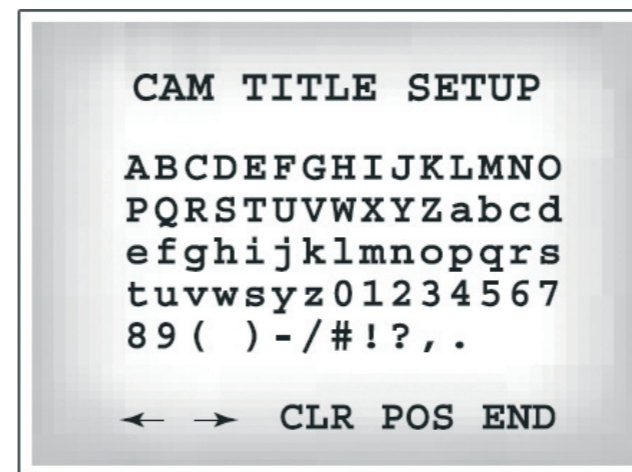 CAM TITLE SETUP
ABCDEFGHIJKLMNO
PQRSTUVWXYZabcd
efghijklmnopqrs
tuvwsyz01234567
89( )-/#!?,.
← → CLR POS END